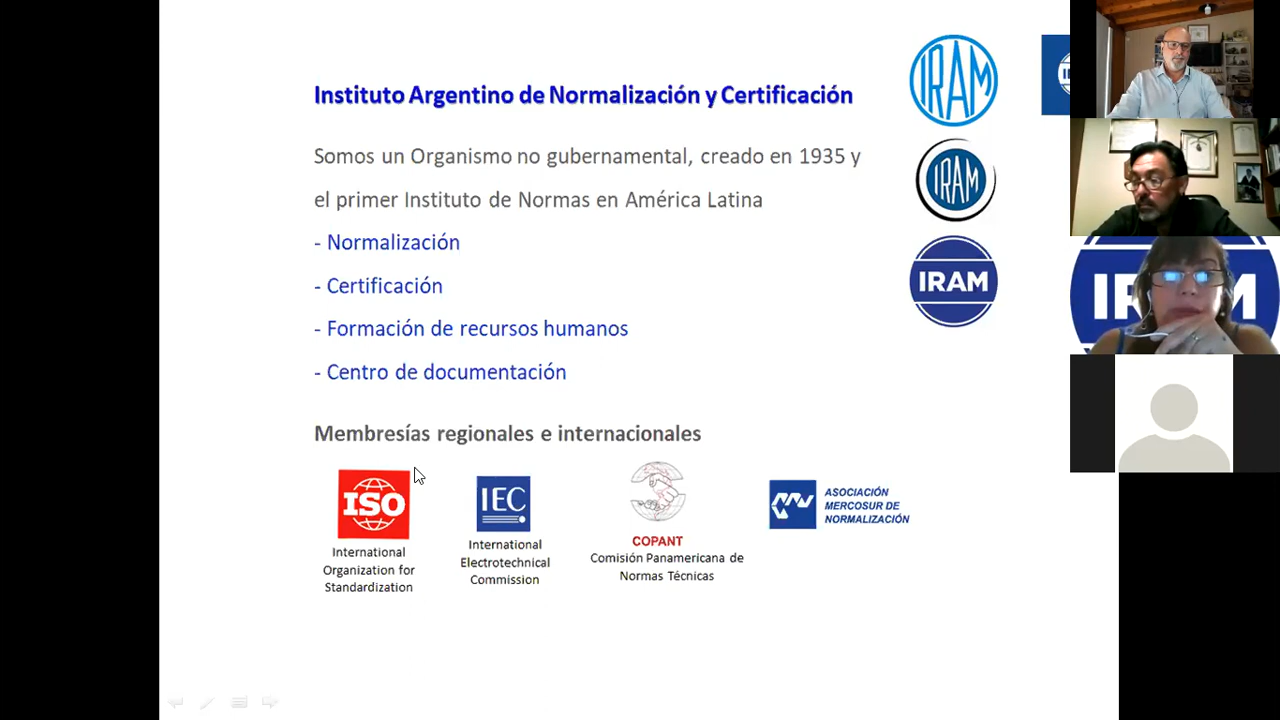 Instituto Argentino de Normalización y Certificación
Somos un Organismo no gubernamental, creado en 1935 y
el primer Instituto de Normas en América Latina
- Normalización
- Certificación
- Formación de recursos humanos
- Centro de documentación
IRAM
IRAM
IRAM
Membresías regionales e internacionales
ISO
International
Organization for
Standardization
IEC
International
Electrotechnical
Commission
COPANT
Comisión Panamericana de
Normas Técnicas
ASOCIACIÓN
MERCOSUR DE
NORMALIZACIÓN